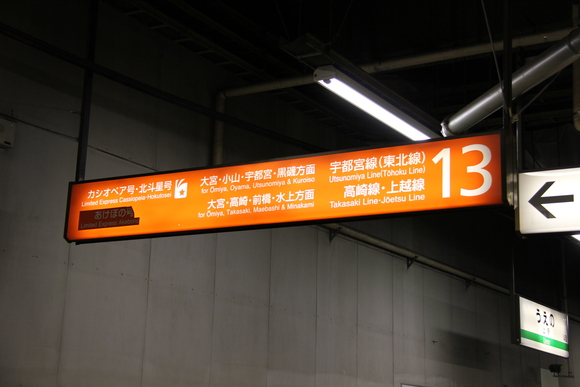 カシオペア号・北斗星号
Limited Express Cassiopeia・Hokutosei
あけぼの号
Limited Express Akebono
大宮・小山・宇都宮・黒磯方面
for Ōmiya, Oyama, Utsunomiya & Kuroiso
大宮・高崎・前橋・水上方面
for Ōmiya, Takasaki, Maebashi & Minakami
宇都宮線(東北線)
Utsunomiya Line(Tōhoku Line)
高崎線・上越線
Takasaki Line・Jōetsu Line
13
うえの